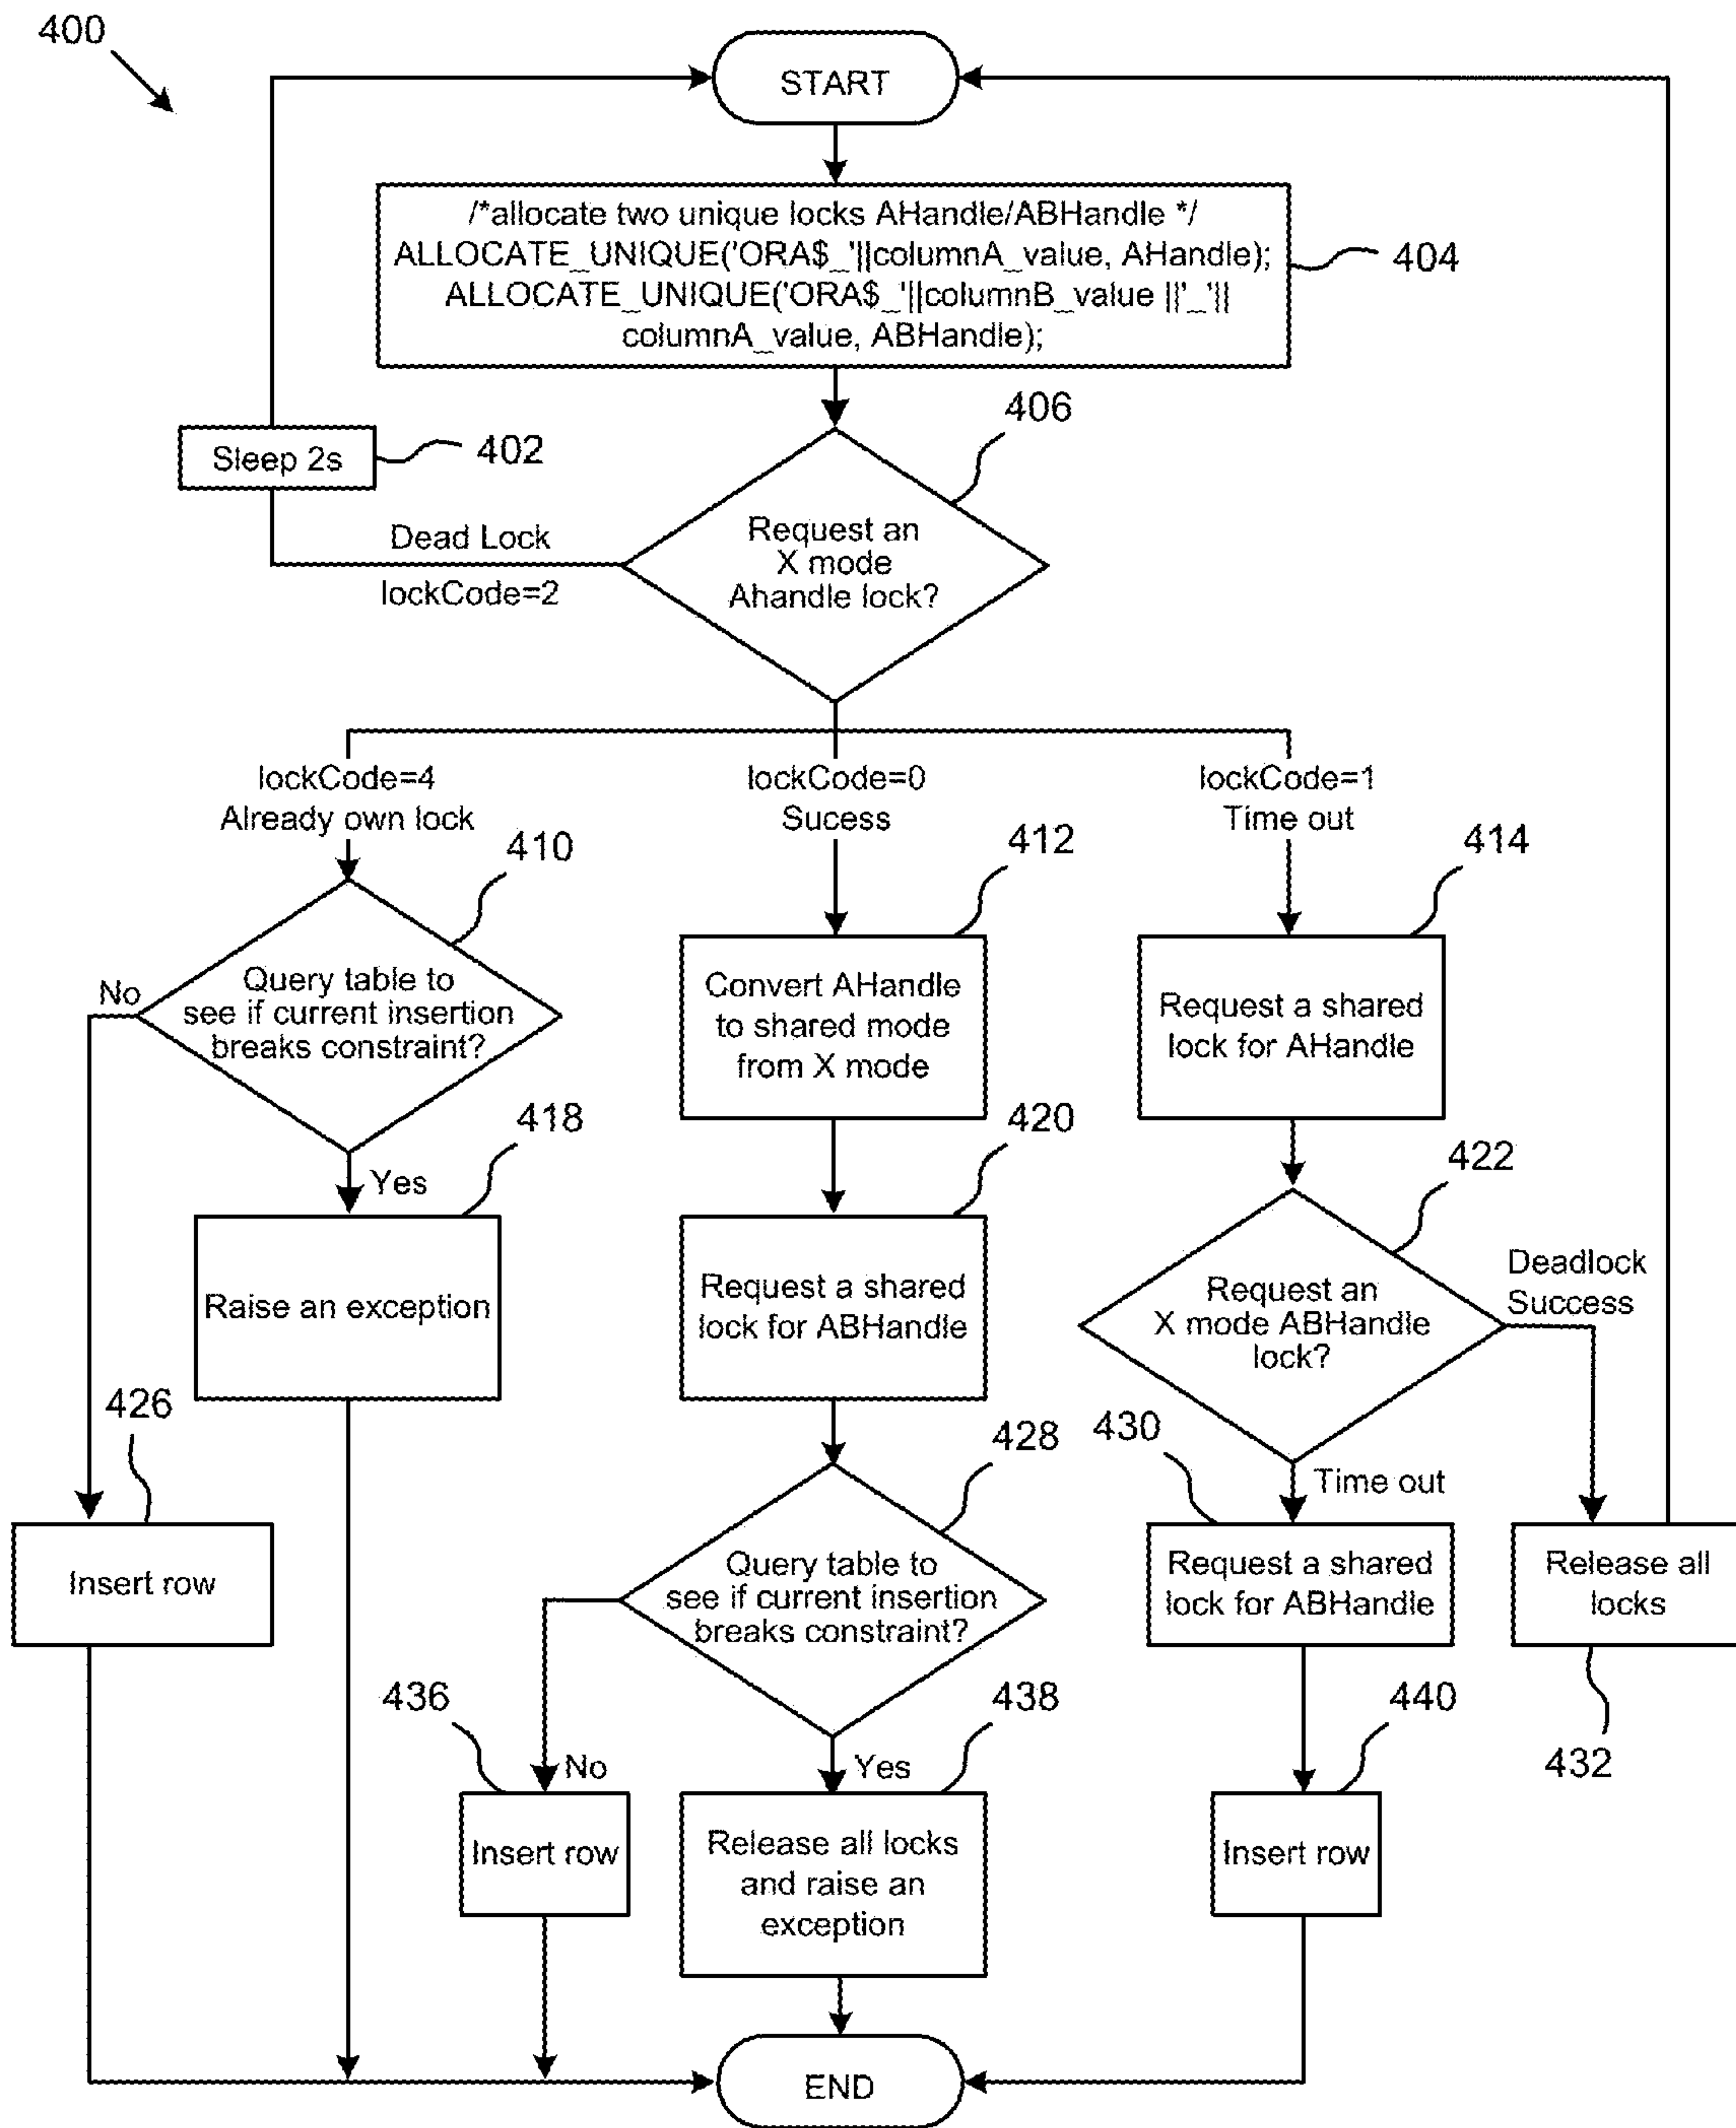 400
START
/*allocate two unique locks AHandle/ABHandle */
ALLOCATE_UNIQUE('ORA$_'||columnA_value, AHandle);
ALLOCATE_UNIQUE('ORA$_'||columnB_value ||'_'||
columnA_value, ABHandle);
404
406
Sleep 2s
402
Dead Lock
lockCode=2
Request an
X mode
Ahandle lock?
lockCode=4
Already own lock
lockCode=0
Sucess
lockCode=1
Time out
410
412
414
No
Query table to
see if current insertion
breaks constraint?
Convert AHandle
to shared mode
from X mode
Request a shared
lock for AHandle
418
420
422
Yes
Raise an exception
Request a shared
lock for ABHandle
Request an
X mode ABHandle
lock?
Deadlock
Success
426
428
430
Time out
Insert row
Query table to
see if current insertion
breaks constraint?
Request a shared
lock for ABHandle
Release all
locks
432
436
438
440
No
Yes
Insert row
Release all locks
and raise an
exception
Insert row
END